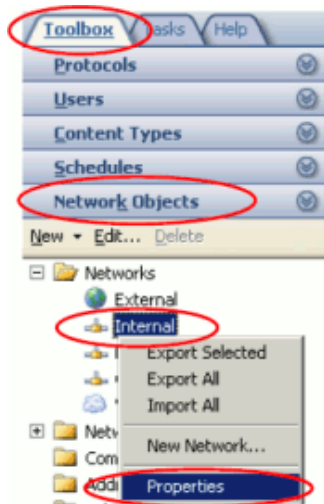 Toolbox Tasks Help
Protocols
Users
Content Types
Schedules
Network Objects
New Edit... Delete
Networks
External
Internal
Export Selected
Export All
Import All
New Network...
Properties